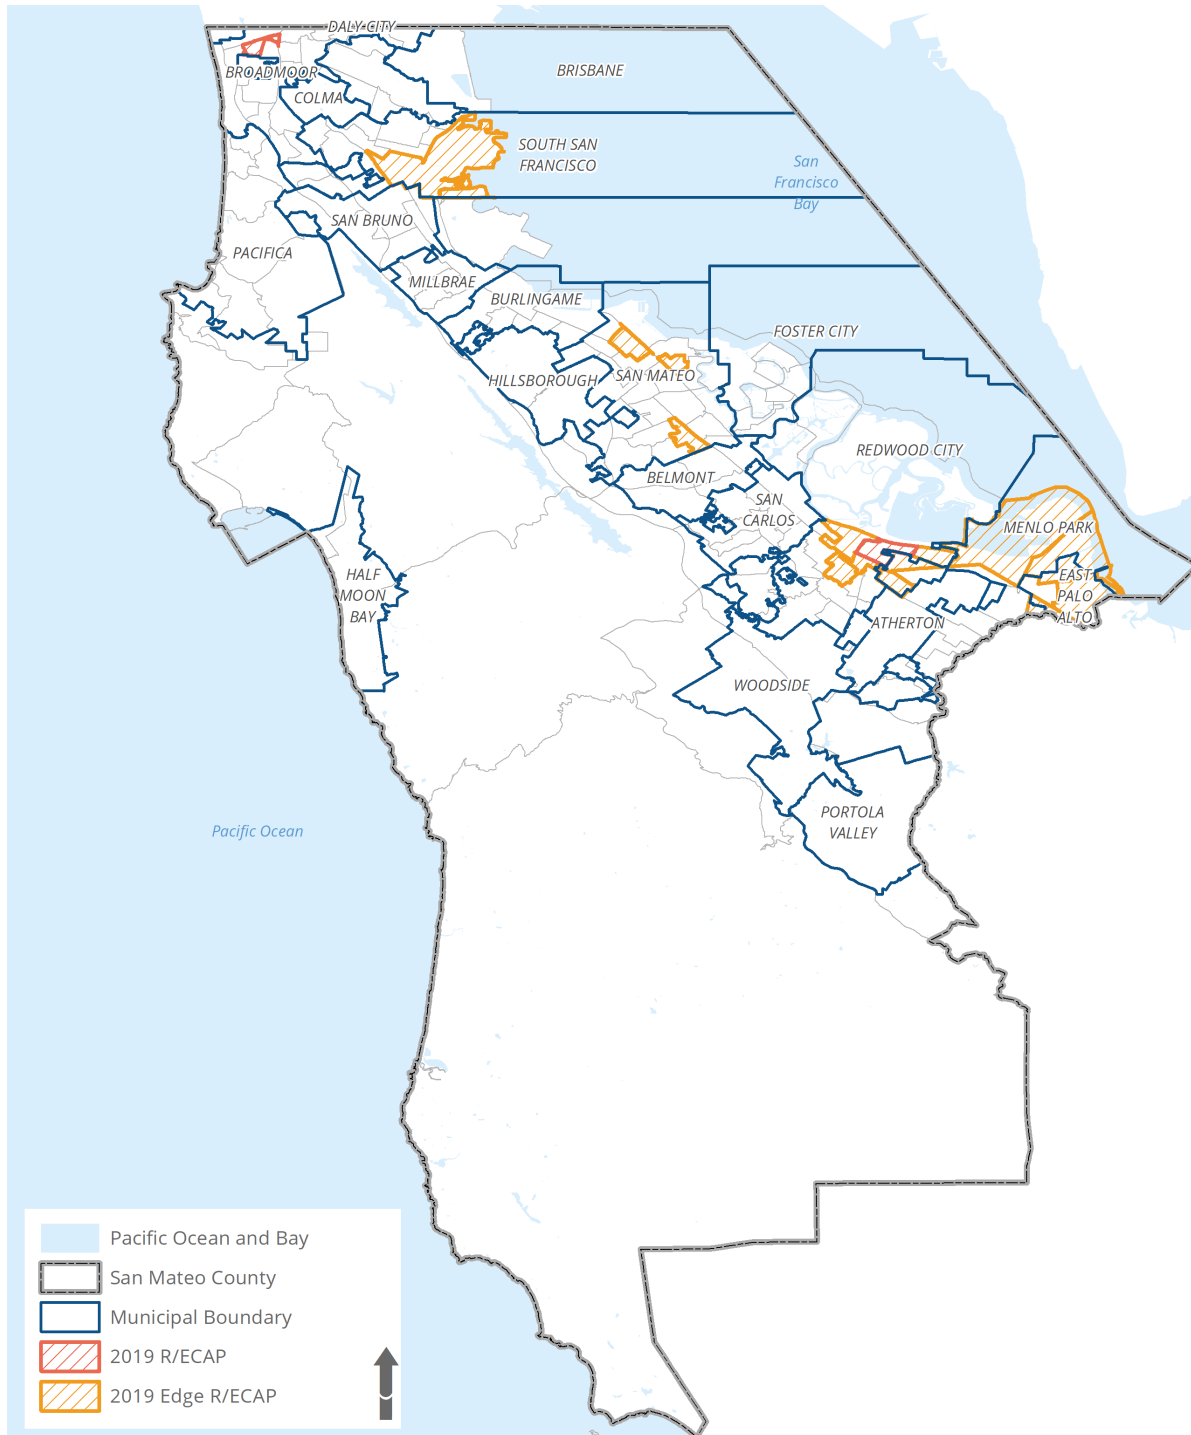 DALY CITY
BROADMOOR
BRISBANE
COLMA
SOUTH SAN
FRANCISCO
San
Francisco
Bay
SAN BRUNO
PACIFICA
MILLBRAE
BURLINGAME
FOSTER CITY
HILLSBOROUGH
SAN MATEO
REDWOOD CITY
BELMONT
SAN
CARLOS
MENLO PARK
HALF
MOON
BAY
EAST
PALO
ALTO
ATHERTON
WOODSIDE
PORTOLA
VALLEY
Pacific Ocean
Pacific Ocean and Bay
San Mateo County
Municipal Boundary
2019 R/ECAP
2019 Edge R/ECAP